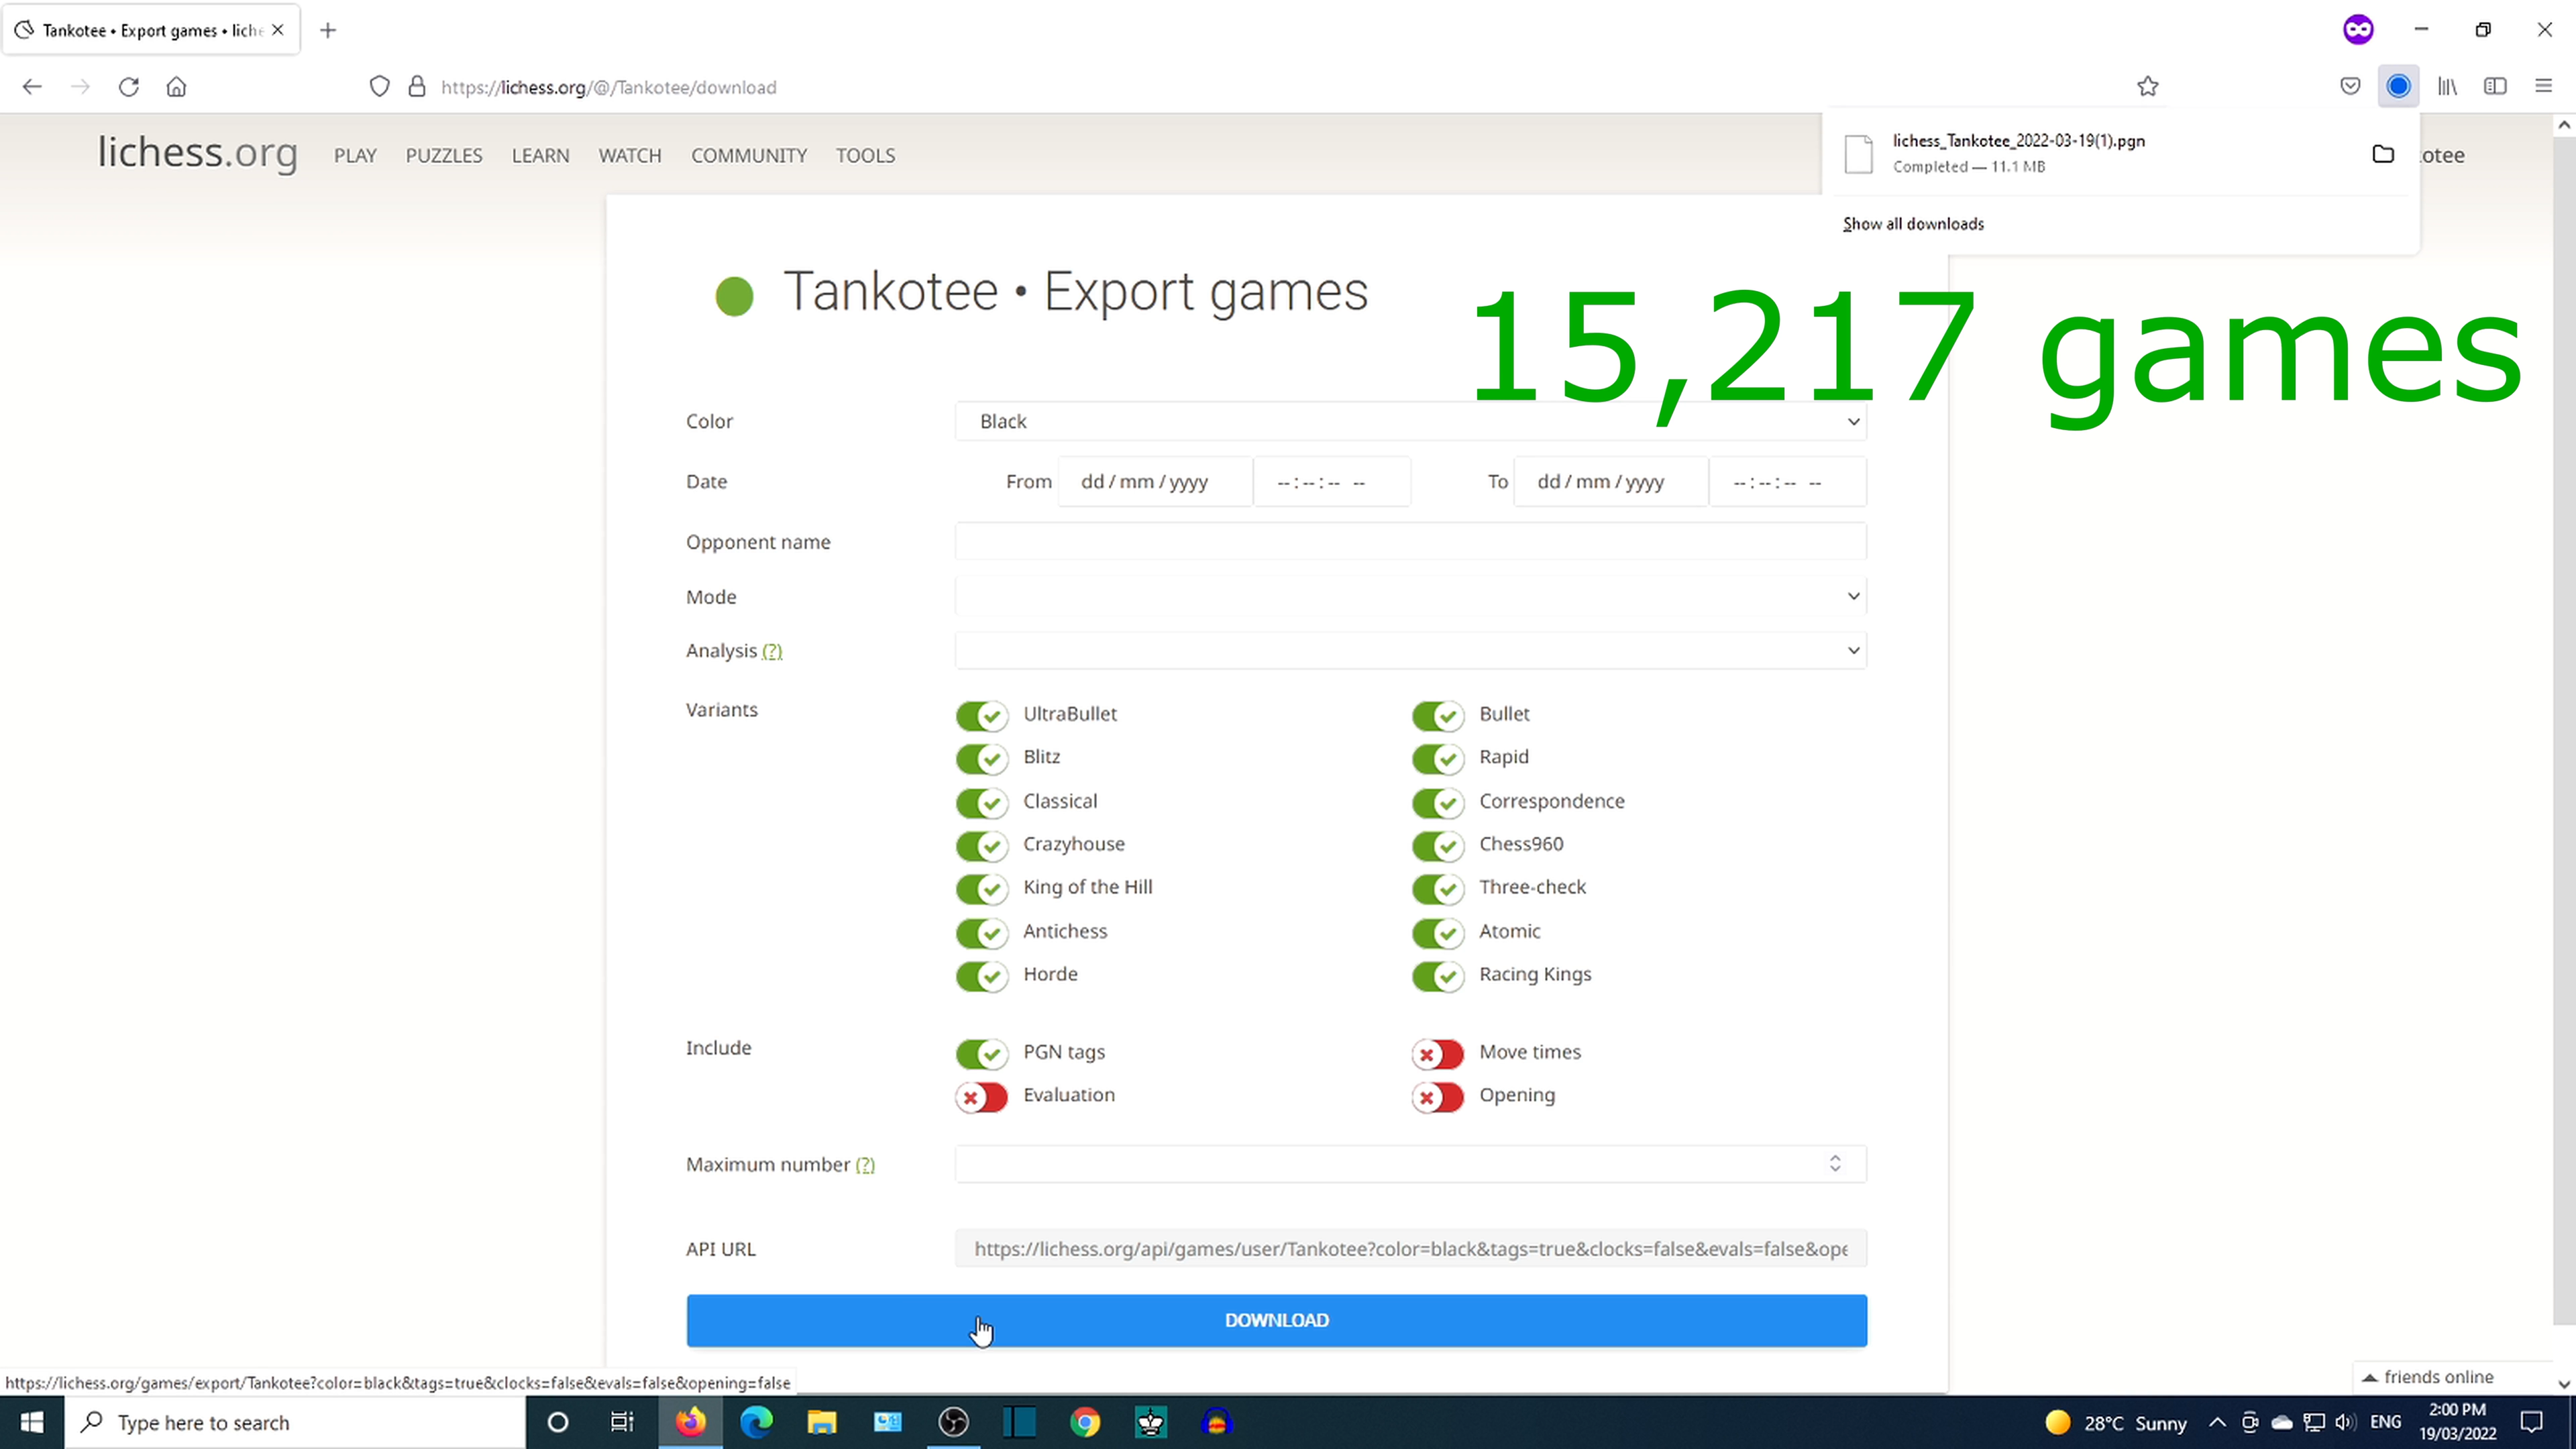 Tankotee • Export games • liche
https://lichess.org/@/Tankotee/download
lichess.org PLAY PUZZLES LEARN WATCH COMMUNITY TOOLS
otee
lichess_Tankotee_2022-03-19(1).pgn
Completed — 11.1 MB
Show all downloads
Tankotee • Export games
15,217 games
Color Black
Date From dd/mm/yyyy --:--:-- -- To dd/mm/yyyy --:--:-- --
Opponent name
Mode
Analysis (?)
Variants UltraBullet Bullet
Blitz Rapid
Classical Correspondence
Crazyhouse Chess960
King of the Hill Three-check
Antichess Atomic
Horde Racing Kings
Include PGN tags Move times
Evaluation Opening
Maximum number (?)
API URL https://lichess.org/api/games/user/Tankotee?color=black&tags=true&clocks=false&evals=false&ope
DOWNLOAD
https://lichess.org/games/export/Tankotee?color=black&tags=true&clocks=false&evals=false&opening=false
friends online
Type here to search
28°C Sunny ENG
2:00 PM
19/03/2022